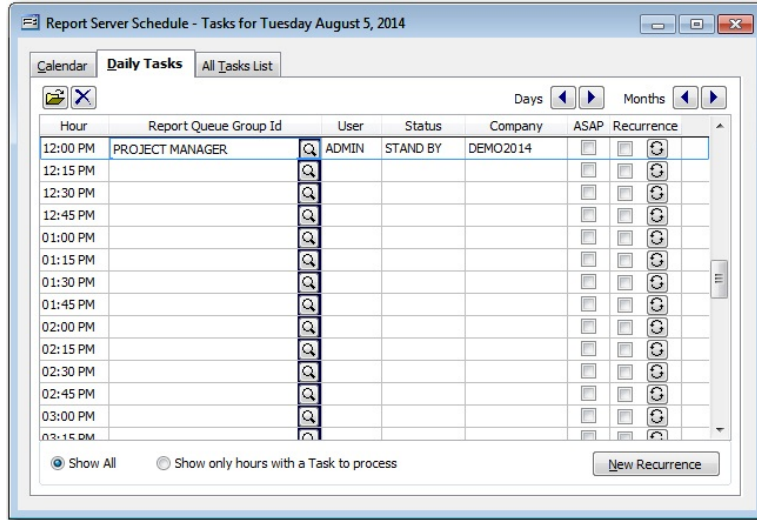 Report Server Schedule - Tasks for Tuesday August 5, 2014
Calendar Daily Tasks All Tasks List
Days Months
Hour Report Queue Group Id User Status Company ASAP Recurrence
12:00 PM PROJECT MANAGER ADMIN STAND BY DEMO2014
12:15 PM
12:30 PM
12:45 PM
01:00 PM
01:15 PM
01:30 PM
01:45 PM
02:00 PM
02:15 PM
02:30 PM
02:45 PM
03:00 PM
03:15 PM
Show All Show only hours with a Task to process New Recurrence